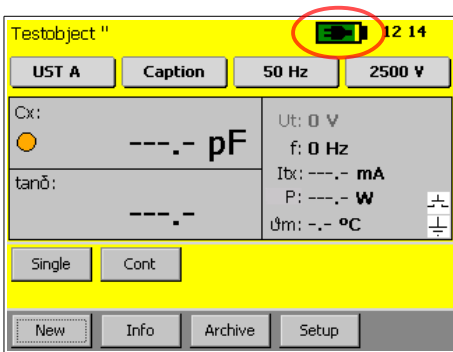 Testobject " 12 14
UST A Caption 50 Hz 2500 V
Cx:
---.- pF
tanδ:
---.-
Ut: 0 V
f: 0 Hz
Itx: ---.- mA
P: ---.- W
ϑm: -.- ºC
Single Cont
New Info Archive Setup